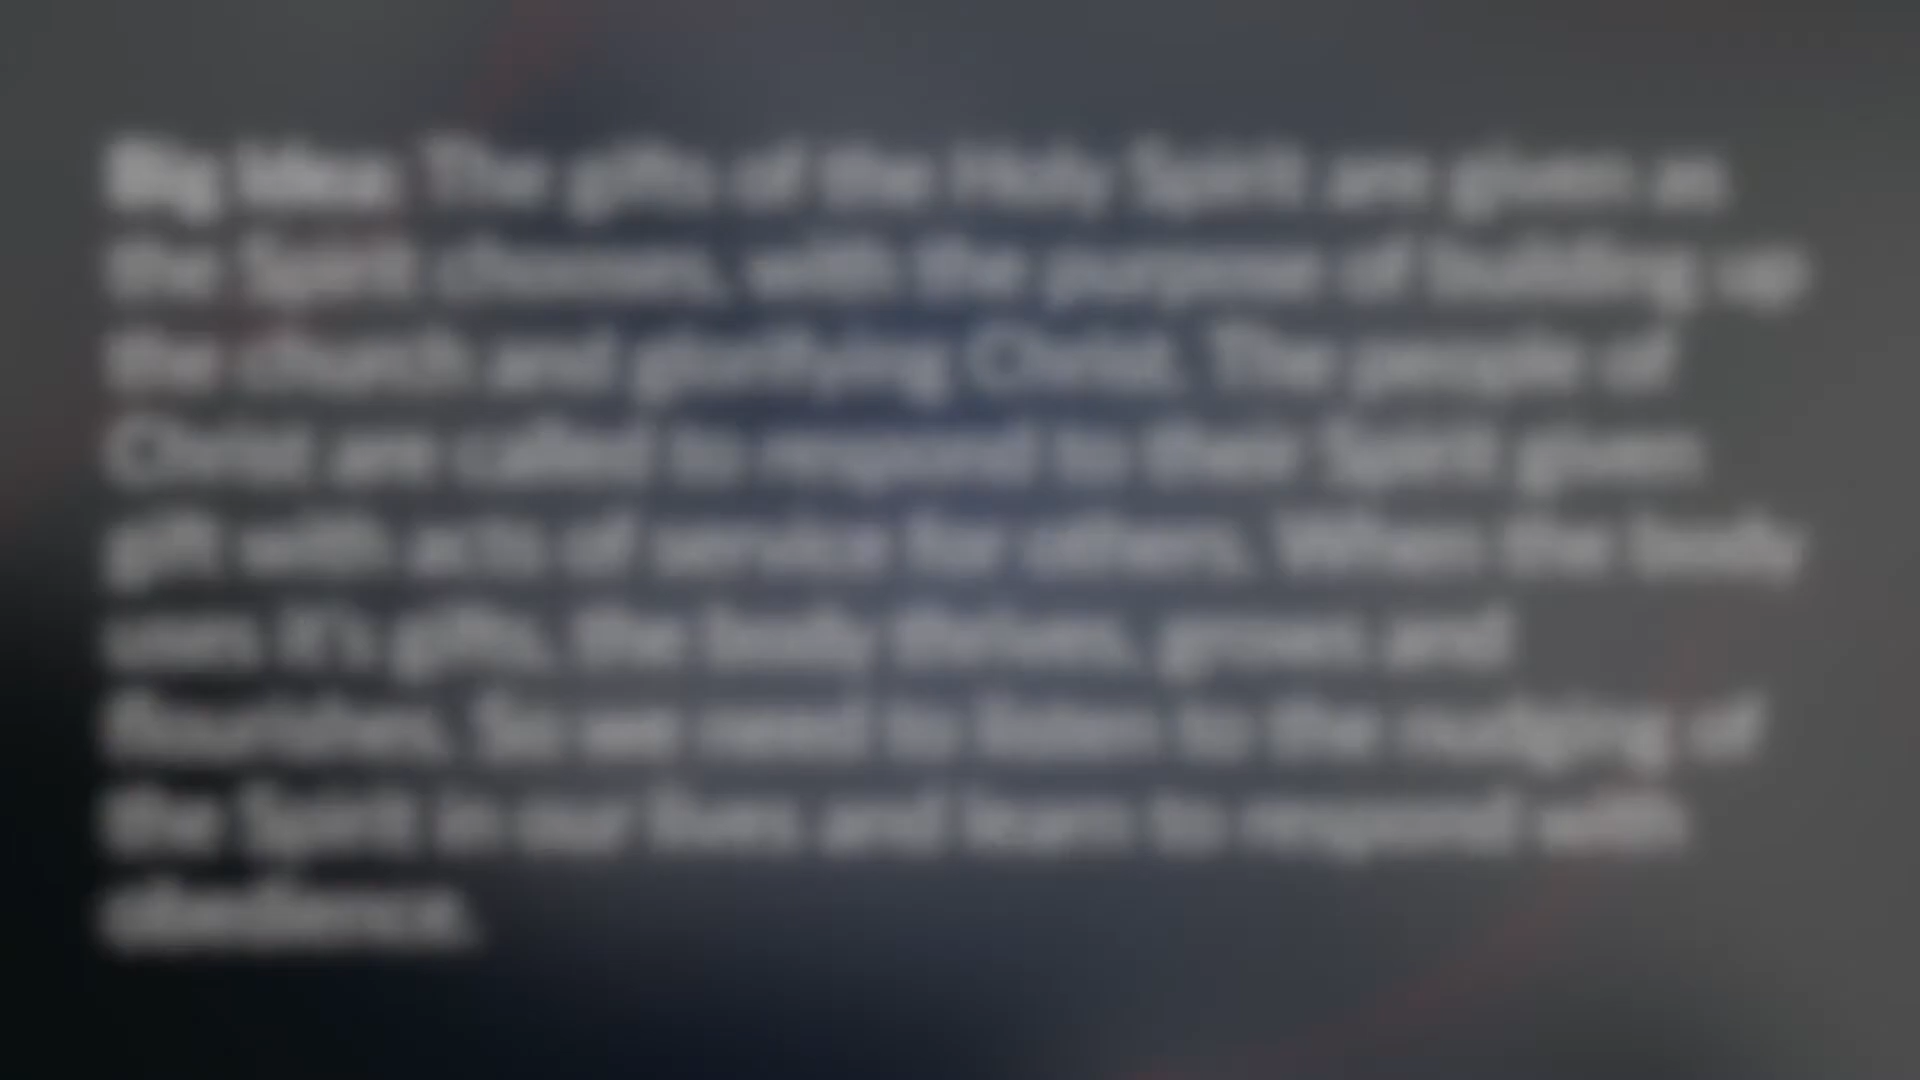 Big Idea: The gifts of the Holy Spirit are given as
the Spirit chooses, with the purpose of building up
the church and glorifying Christ. The people of
Christ are called to respond to their Spirit given
gift with acts of service for others. When the body
uses it's gifts, the body thrives, grows and
flourishes. So we need to listen to the nudging of
the Spirit in our lives and learn to respond with
obedience.